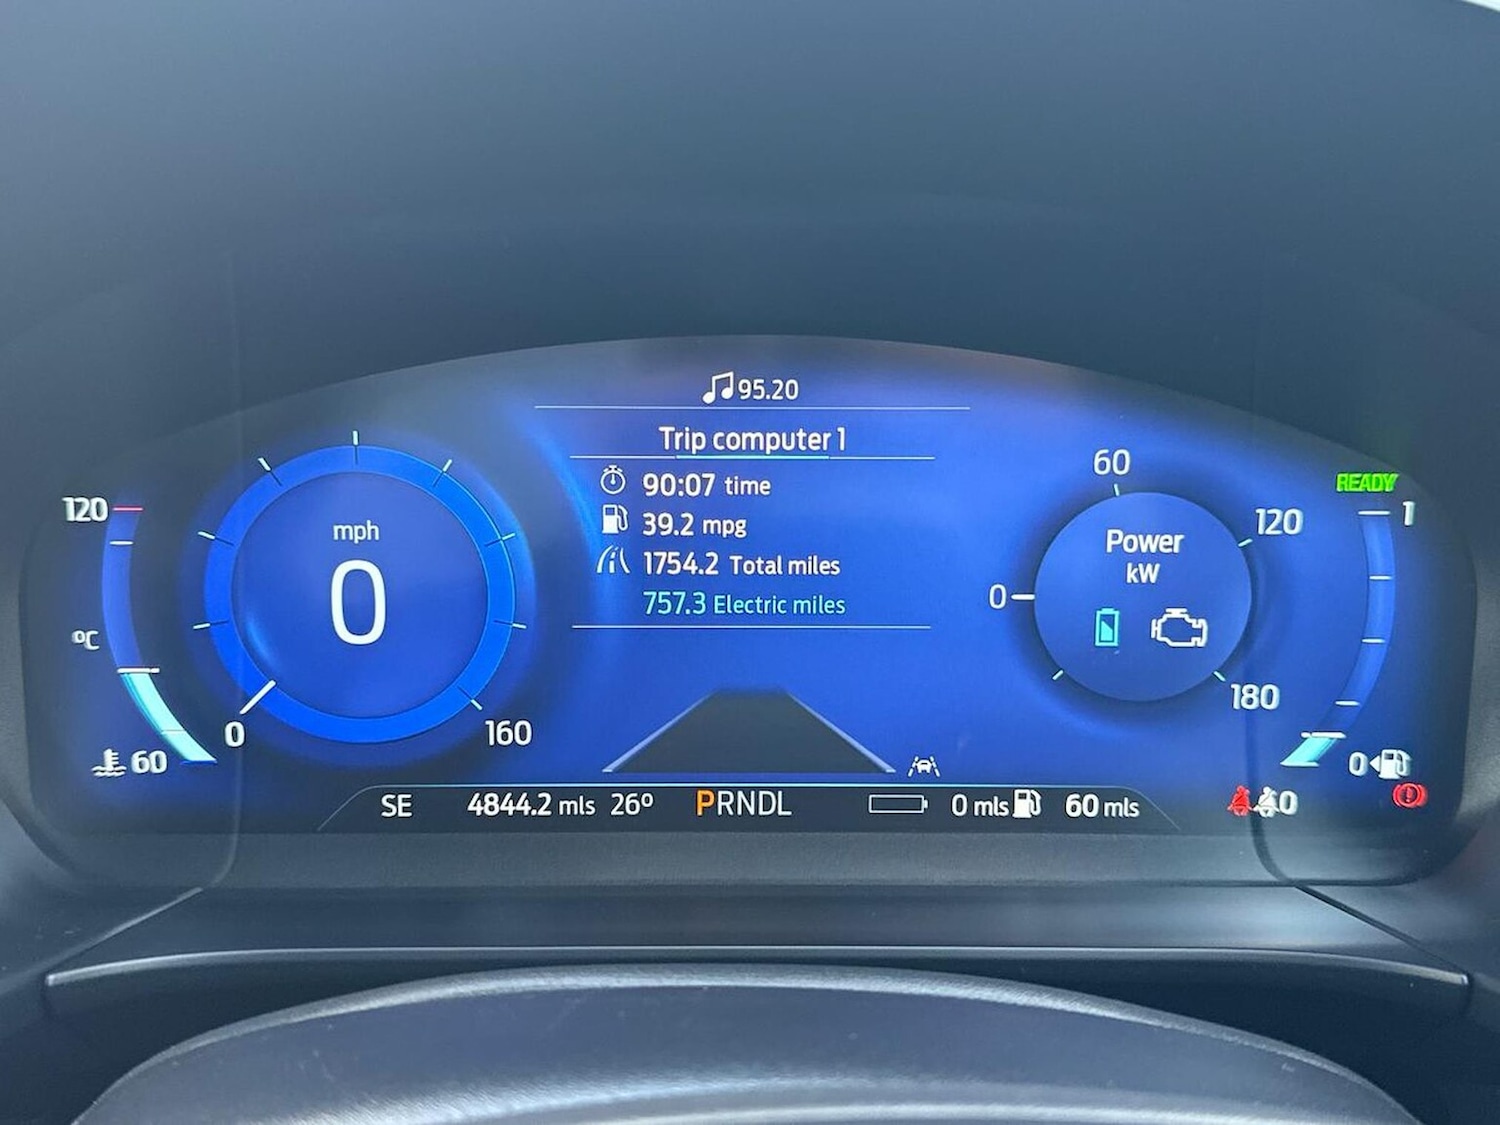 95.20
Trip computer 1
90:07 time
39.2 mpg
1754.2 Total miles
757.3 Electric miles
120
°C
60
mph
0
0
160
60
0
120
180
Power
kW
READY
1
0
SE 4844.2 mls 26° PRNDL 0 mls 60 mls